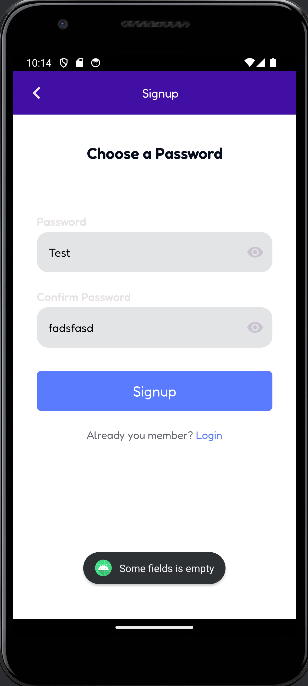 10:14
Signup
Choose a Password
Password
Test
Confirm Password
fadsfasd
Signup
Already you member? Login
Some fields is empty